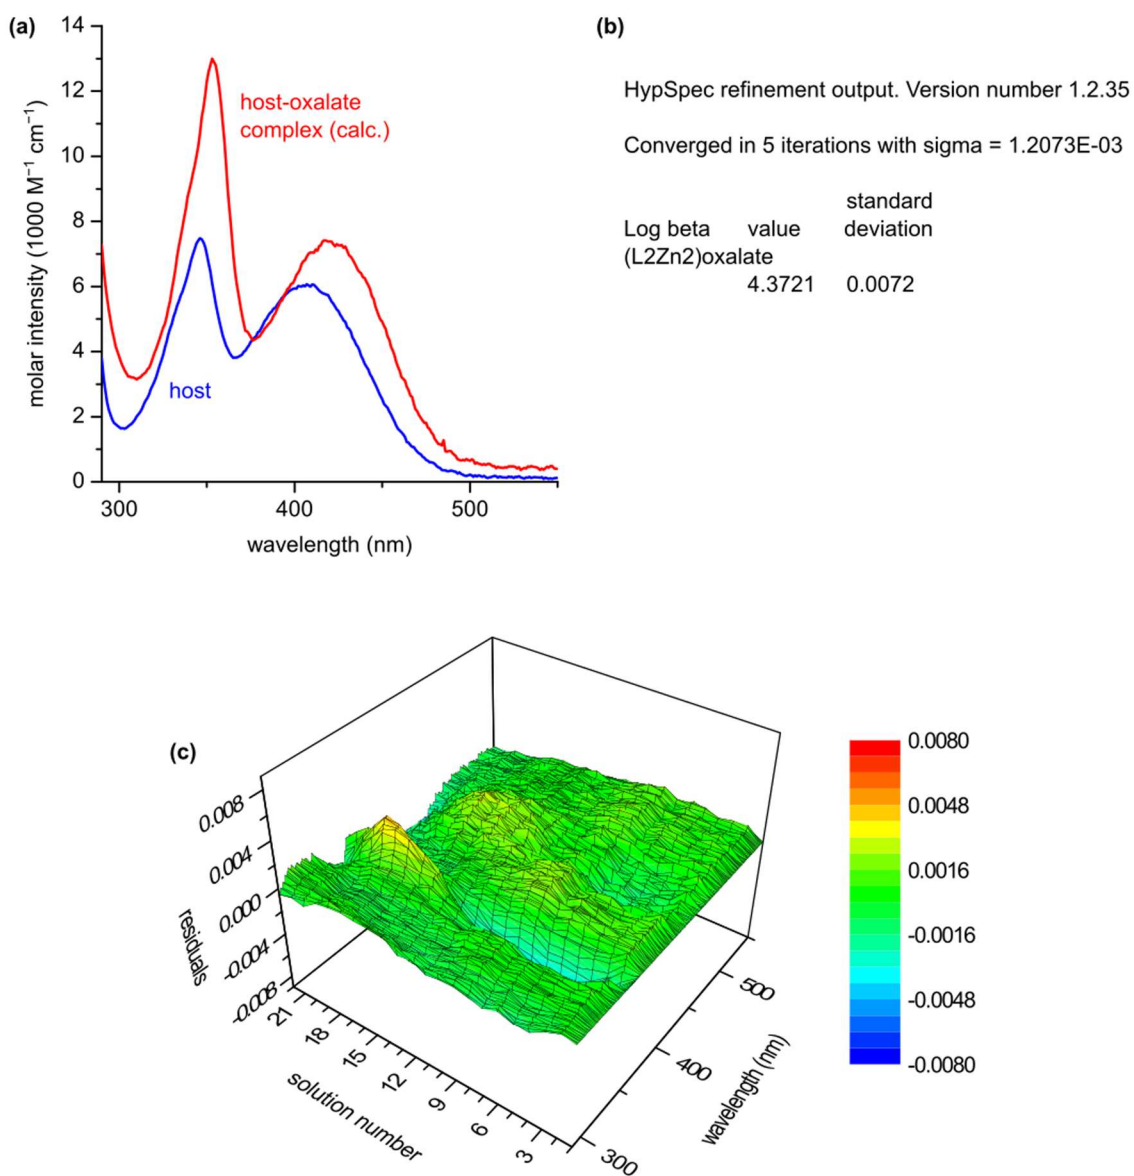 (a)
14
13
12
10
8
6
4
2
0
molar intensity (1000 M⁻¹ cm⁻¹)
host-oxalate
complex (calc.)
host
300
400
500
wavelength (nm)
(b)
HypSpec refinement output. Version number 1.2.35
Converged in 5 iterations with sigma = 1.2073E-03
standard
Log beta value deviation
(L2Zn2)oxalate
4.3721 0.0072
(c)
0.008
0.004
0.000
-0.004
-0.008
residuals
21
18
15
12
9
6
3
solution number
300
400
500
wavelength (nm)
0.0080
0.0048
0.0016
-0.0016
-0.0048
-0.0080